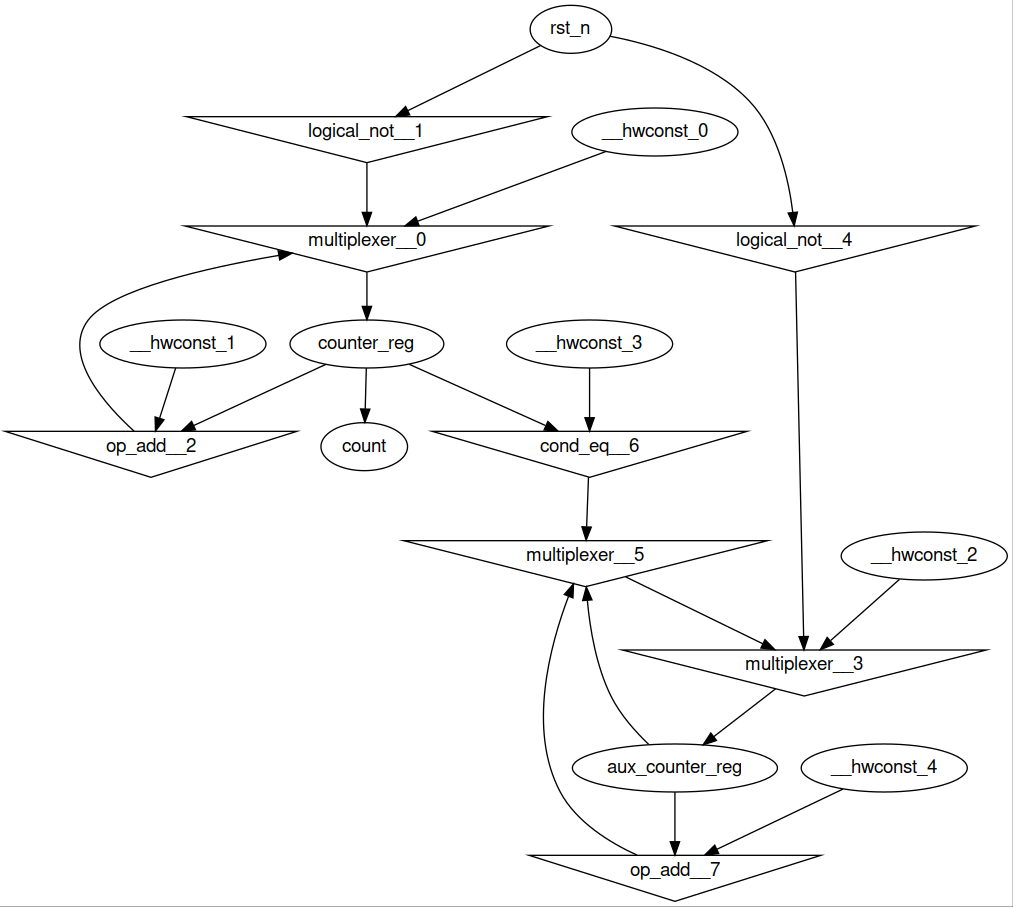 rst_n
logical_not__1
__hwconst_0
multiplexer__0
logical_not__4
__hwconst_1
counter_reg
__hwconst_3
op_add__2
count
cond_eq__6
multiplexer__5
__hwconst_2
multiplexer__3
aux_counter_reg
__hwconst_4
op_add__7